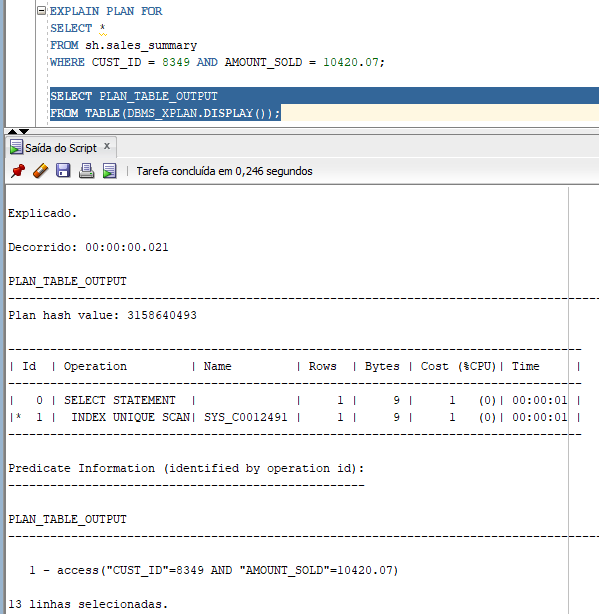 EXPLAIN PLAN FOR
SELECT *
FROM sh.sales_summary
WHERE CUST_ID = 8349 AND AMOUNT_SOLD = 10420.07;
SELECT PLAN_TABLE_OUTPUT
FROM TABLE(DBMS_XPLAN.DISPLAY());
Saída do Script x
Tarefa concluída em 0,246 segundos
Explicado.
Decorrido: 00:00:00.021
PLAN_TABLE_OUTPUT
--------------------------------------------------------------------------------
Plan hash value: 3158640493
-------------------------------------------------------------------------------------
| Id  | Operation         | Name         | Rows  | Bytes | Cost (%CPU)| Time     |
-------------------------------------------------------------------------------------
|   0 | SELECT STATEMENT  |              |     1 |     9 |     1   (0)| 00:00:01 |
|*  1 |  INDEX UNIQUE SCAN| SYS_C0012491 |     1 |     9 |     1   (0)| 00:00:01 |
-------------------------------------------------------------------------------------
Predicate Information (identified by operation id):
---------------------------------------------------
PLAN_TABLE_OUTPUT
--------------------------------------------------------------------------------
1 - access("CUST_ID"=8349 AND "AMOUNT_SOLD"=10420.07)
13 linhas selecionadas.